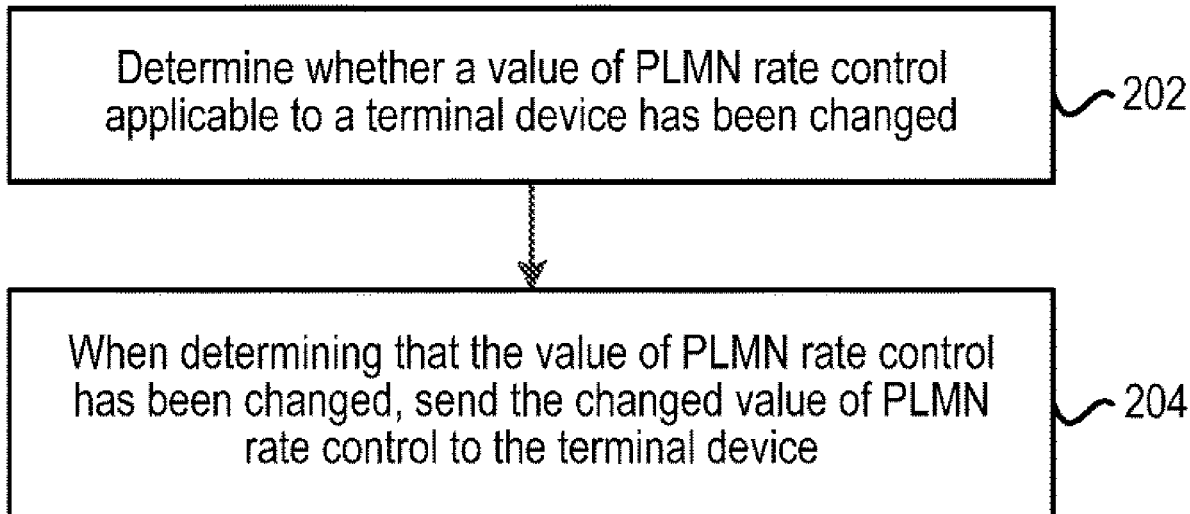 Determine whether a value of PLMN rate control
applicable to a terminal device has been changed
202
When determining that the value of PLMN rate control
has been changed, send the changed value of PLMN
rate control to the terminal device
204